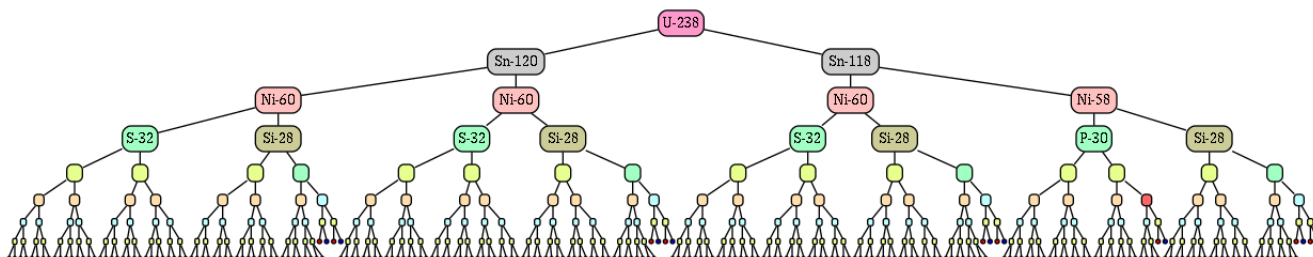 U-238
Sn-120 Sn-118
Ni-60 Ni-60 Ni-60 Ni-58
S-32 Si-28 S-32 Si-28 S-32 Si-28 P-30 Si-28